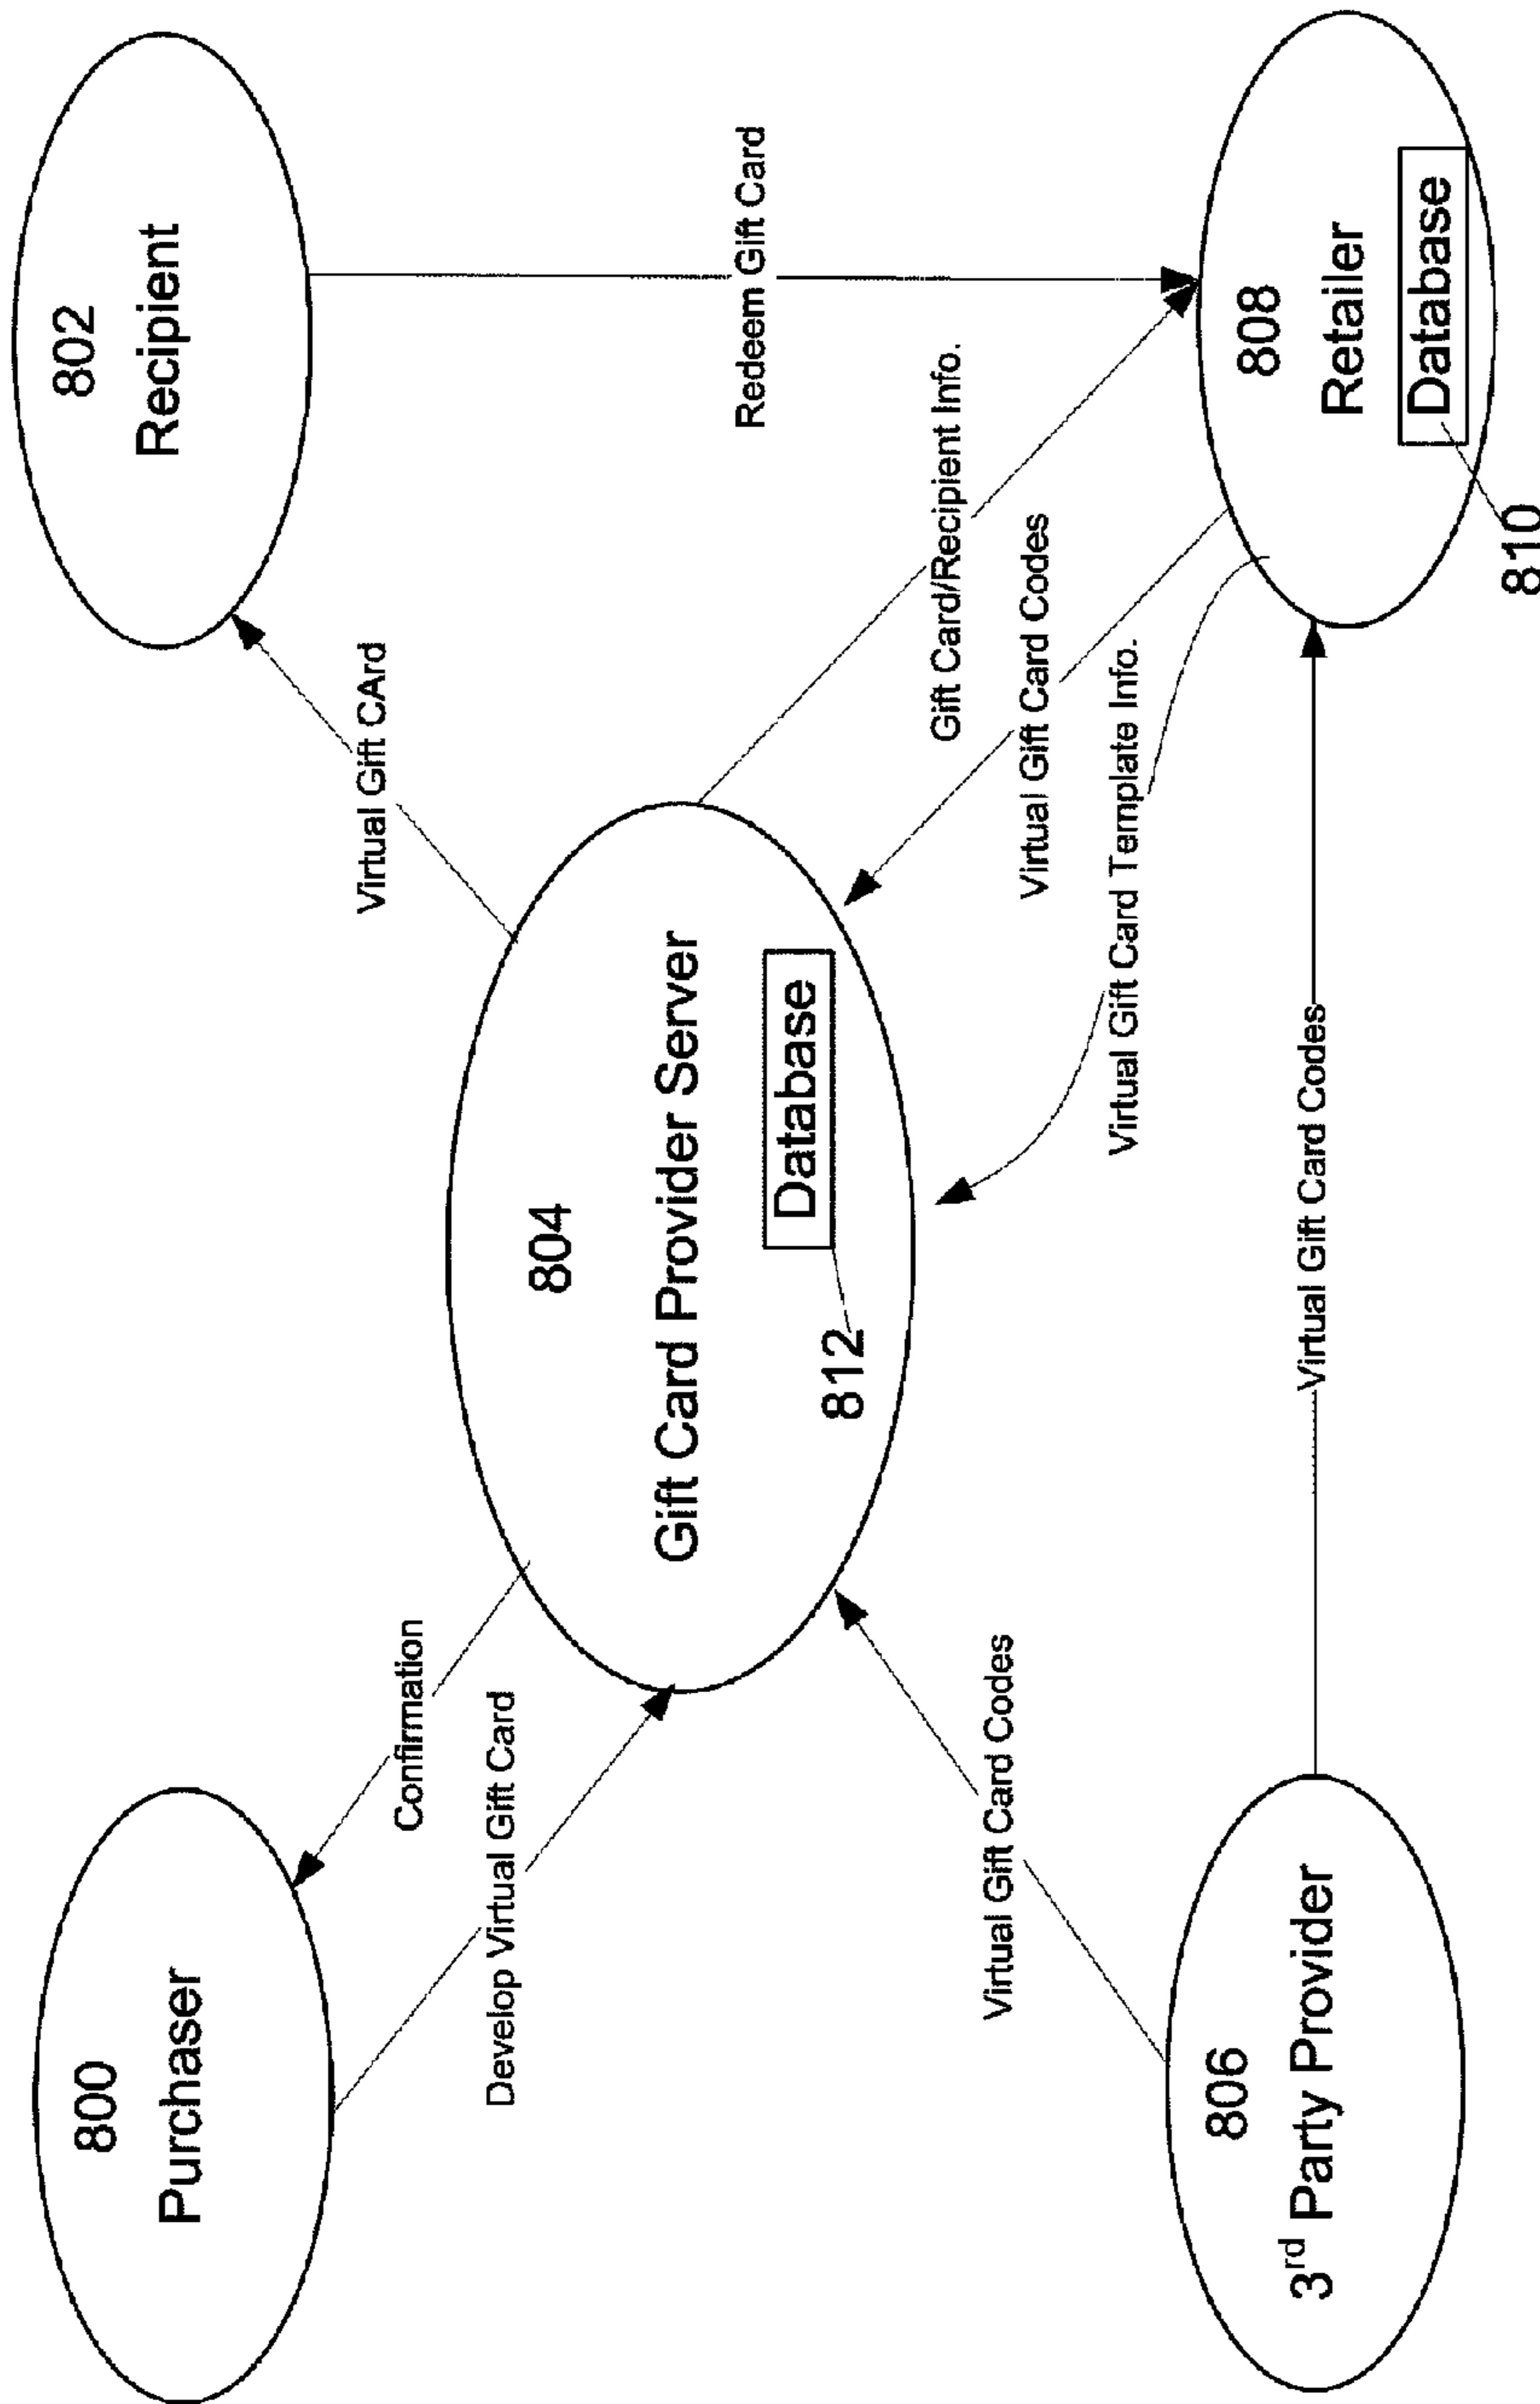 800
Purchaser
802
Recipient
Confirmation
Virtual Gift CArd
Develop Virtual Gift Card
804
Gift Card Provider Server
Database
812
Redeem Gift Card
Gift Card/Recipient Info.
Virtual Gift Card Codes
Virtual Gift Card Codes
Virtual Gift Card Template Info.
806
3rd Party Provider
Virtual Gift Card Codes
808
Retailer
Database
810